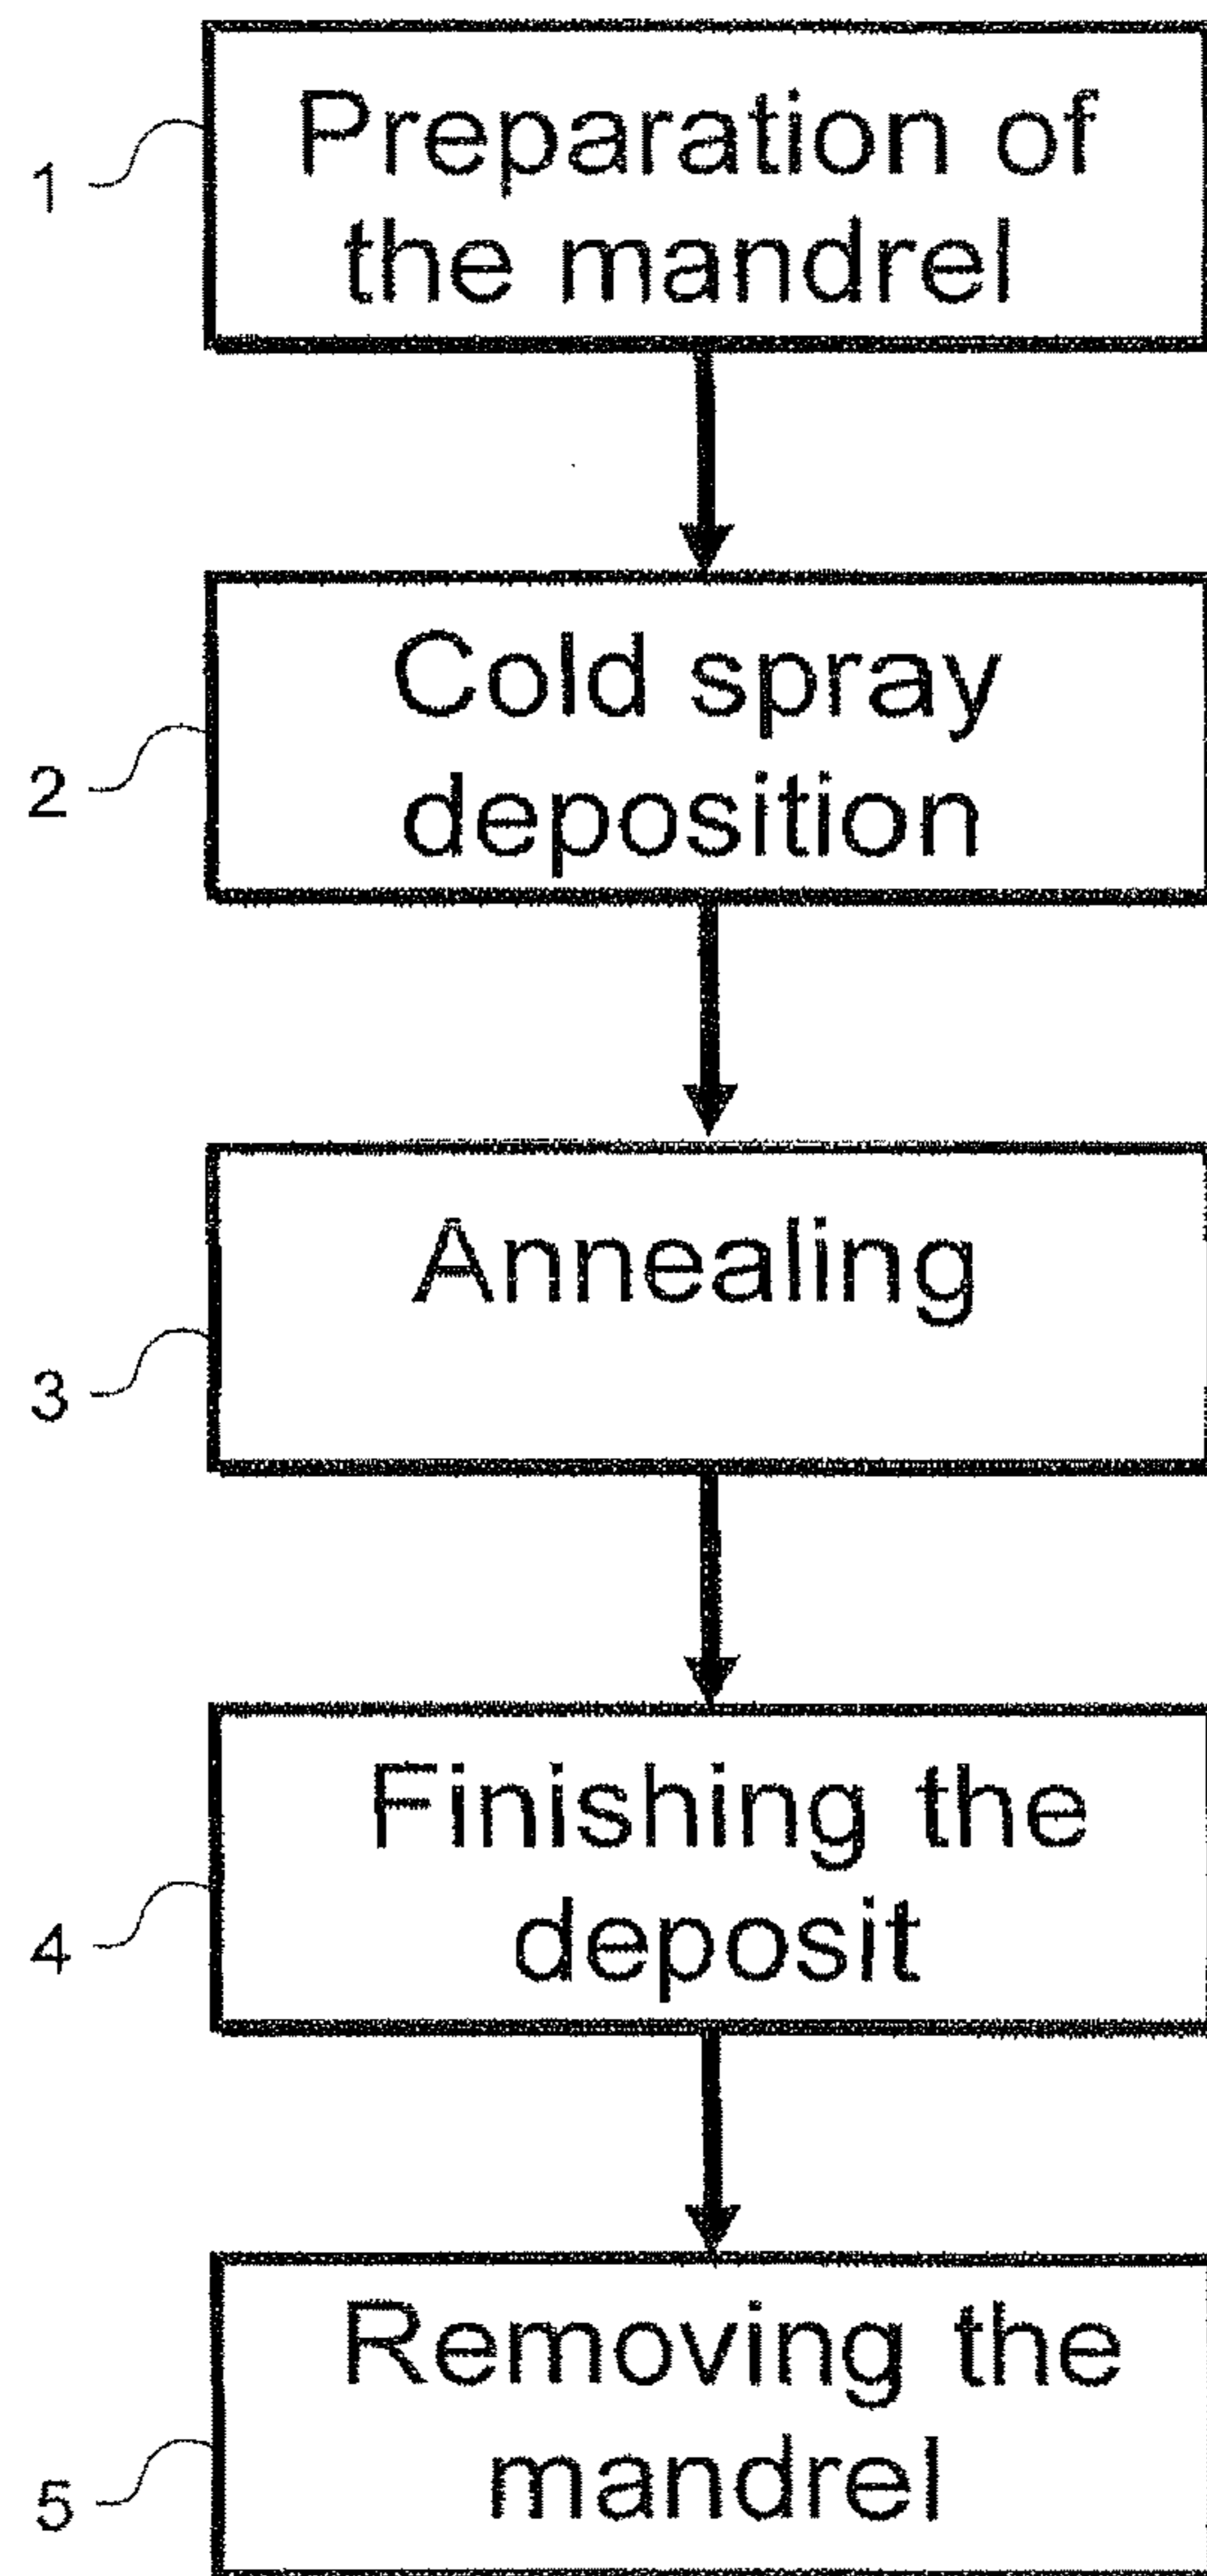 1
Preparation of
the mandrel
2
Cold spray
deposition
3
Annealing
4
Finishing the
deposit
5
Removing the
mandrel